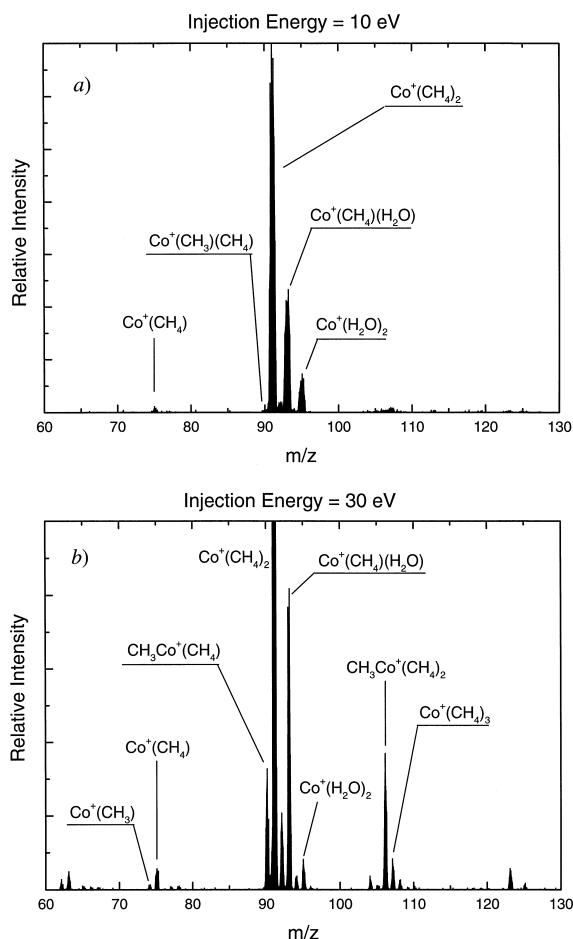 Injection Energy = 10 eV
a)
Co⁺(CH₄)₂
Co⁺(CH₄)(H₂O)
Co⁺(CH₃)(CH₄)
Co⁺(CH₄)
Co⁺(H₂O)₂
Relative Intensity
60 70 80 90 100 110 120 130
m/z
Injection Energy = 30 eV
b)
Co⁺(CH₄)₂
Co⁺(CH₄)(H₂O)
CH₃Co⁺(CH₄)
CH₃Co⁺(CH₄)₂
Co⁺(CH₄)₃
Co⁺(CH₄)
Co⁺(H₂O)₂
Co⁺(CH₃)
Relative Intensity
60 70 80 90 100 110 120 130
m/z